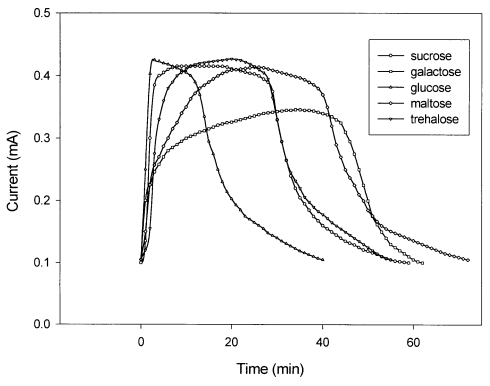 0.5
0.4
0.3
0.2
0.1
0.0
Current (mA)
sucrose
galactose
glucose
maltose
trehalose
0
20
40
60
Time (min)